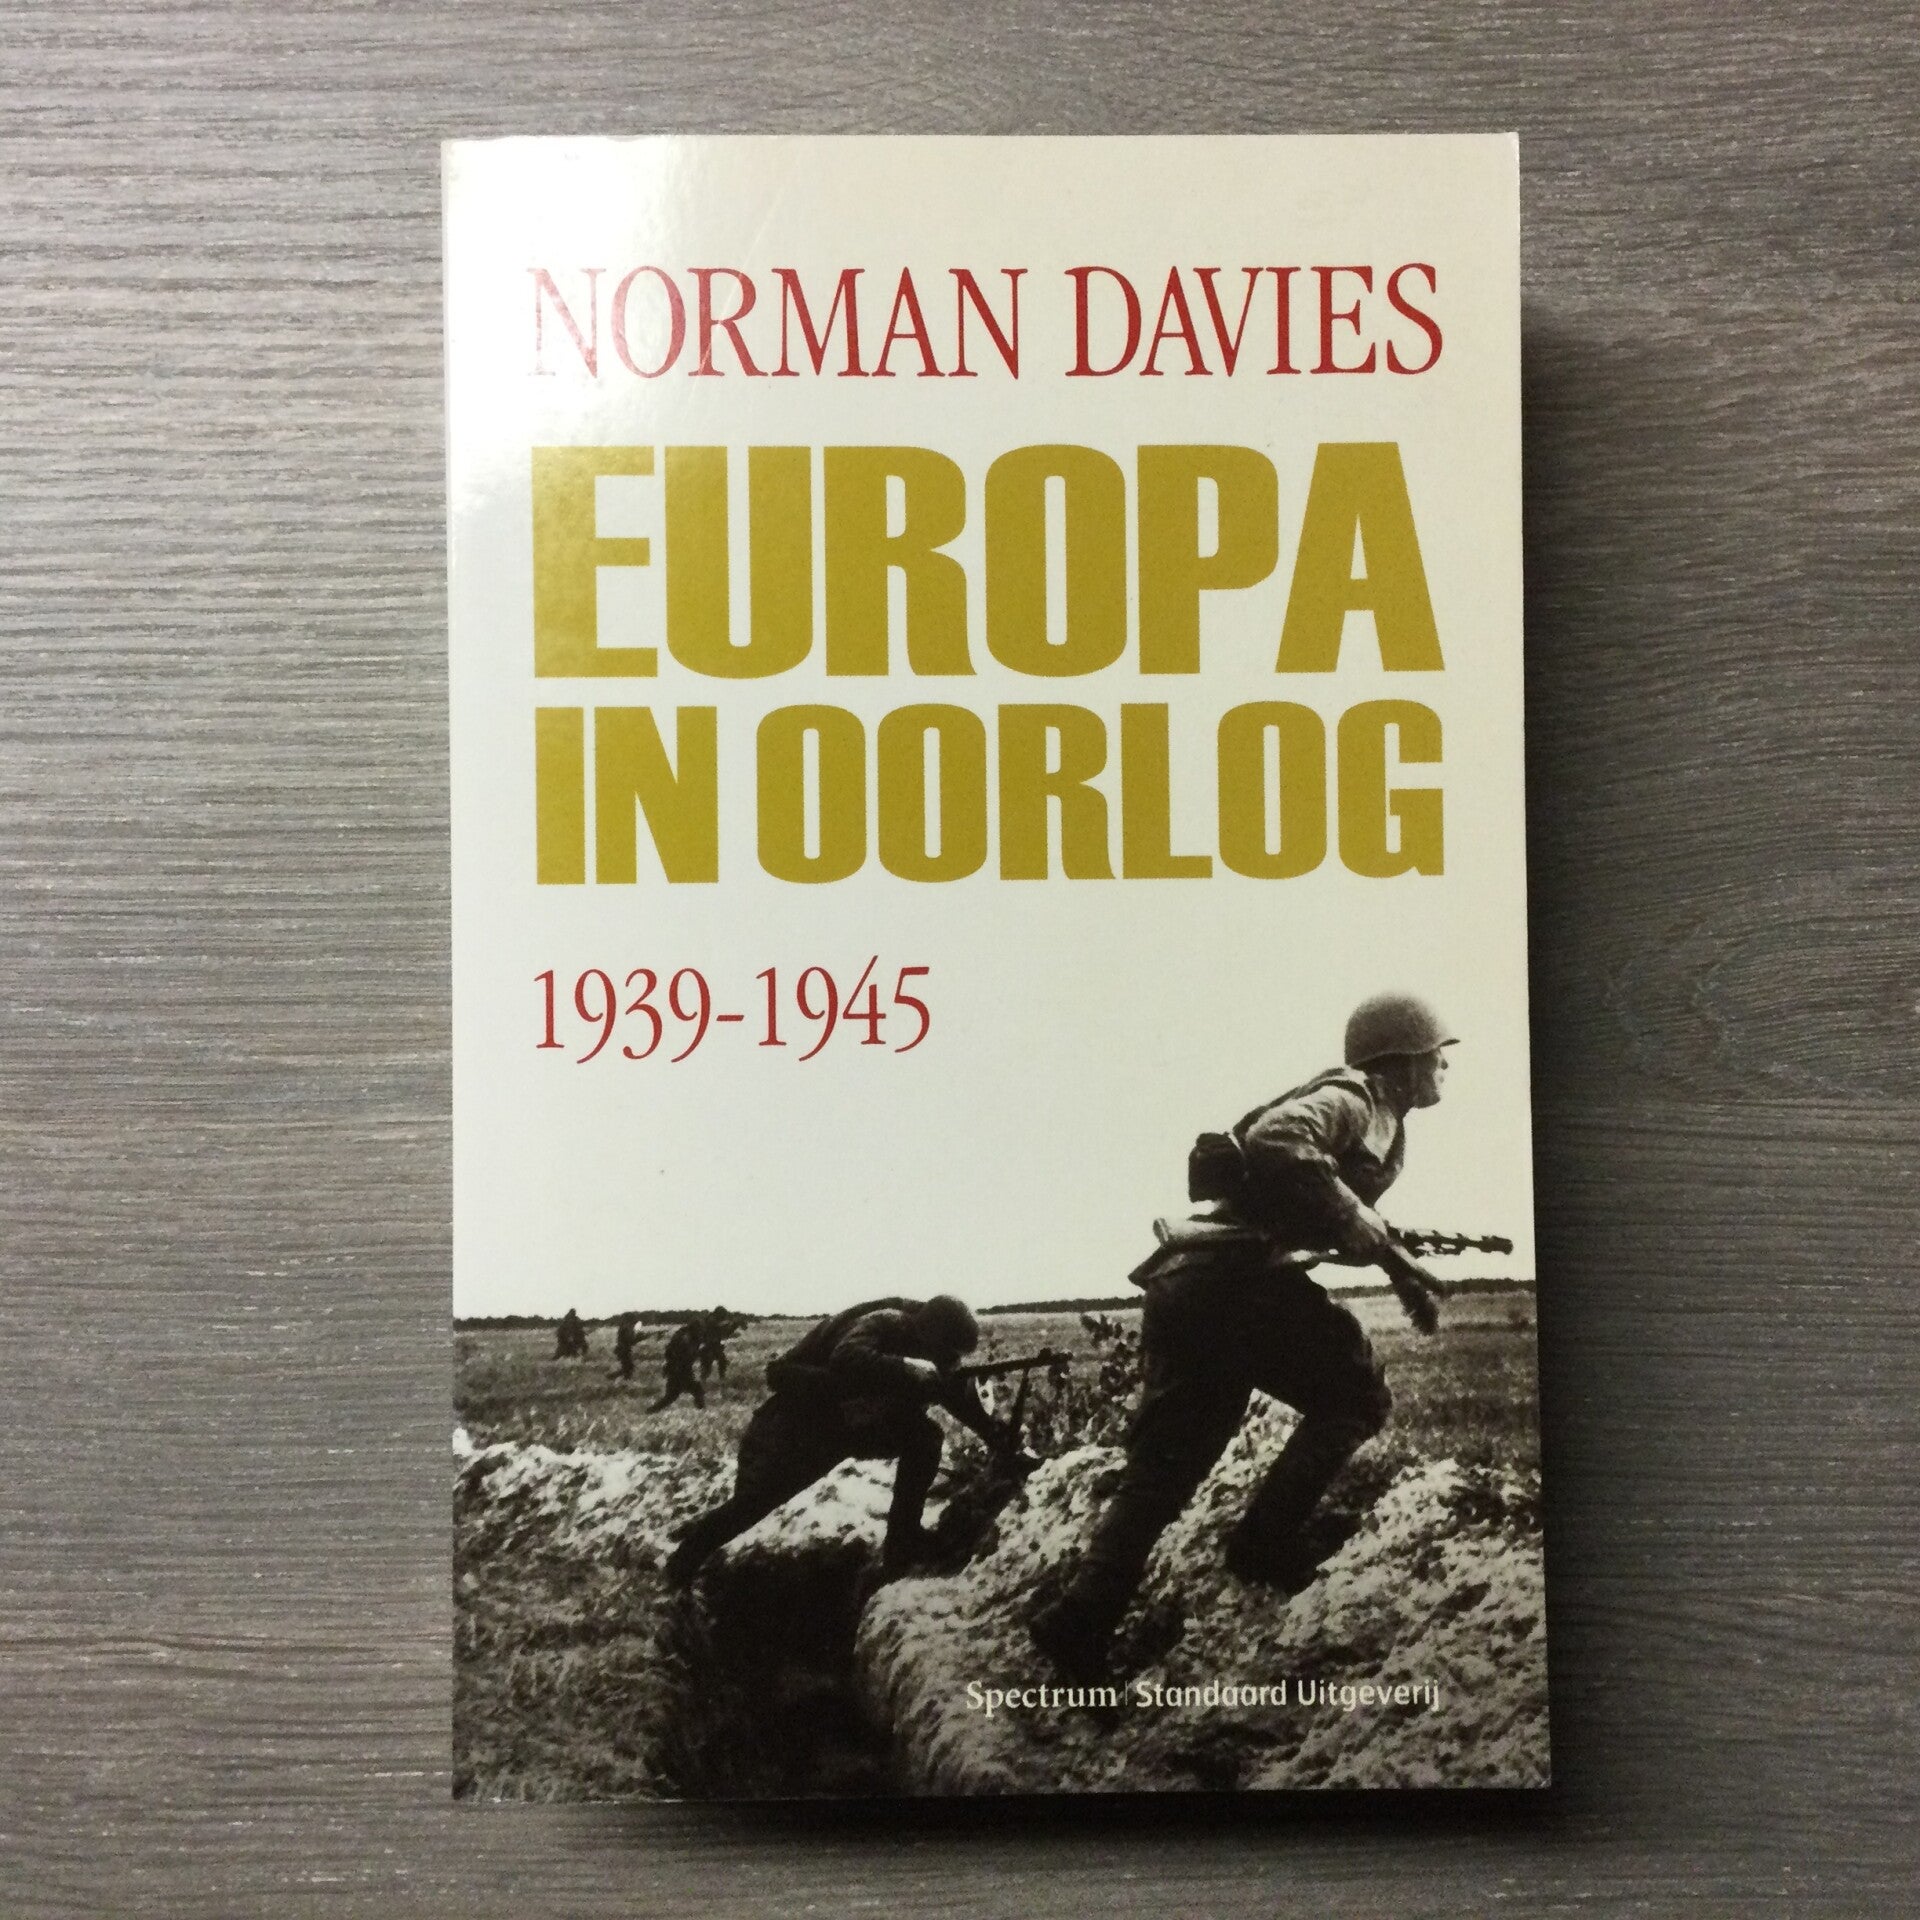 NORMAN DAVIES
EUROPA
IN OORLOG
1939-1945
Spectrum | Standaard Uitgeverij